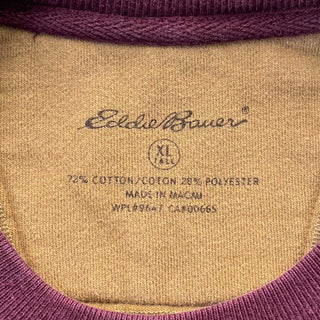 Eddie Bauer®
XL
TALL
72% COTTON/COTON 28% POLYESTER
MADE IN MACAU
WPL#9647 CA#00665